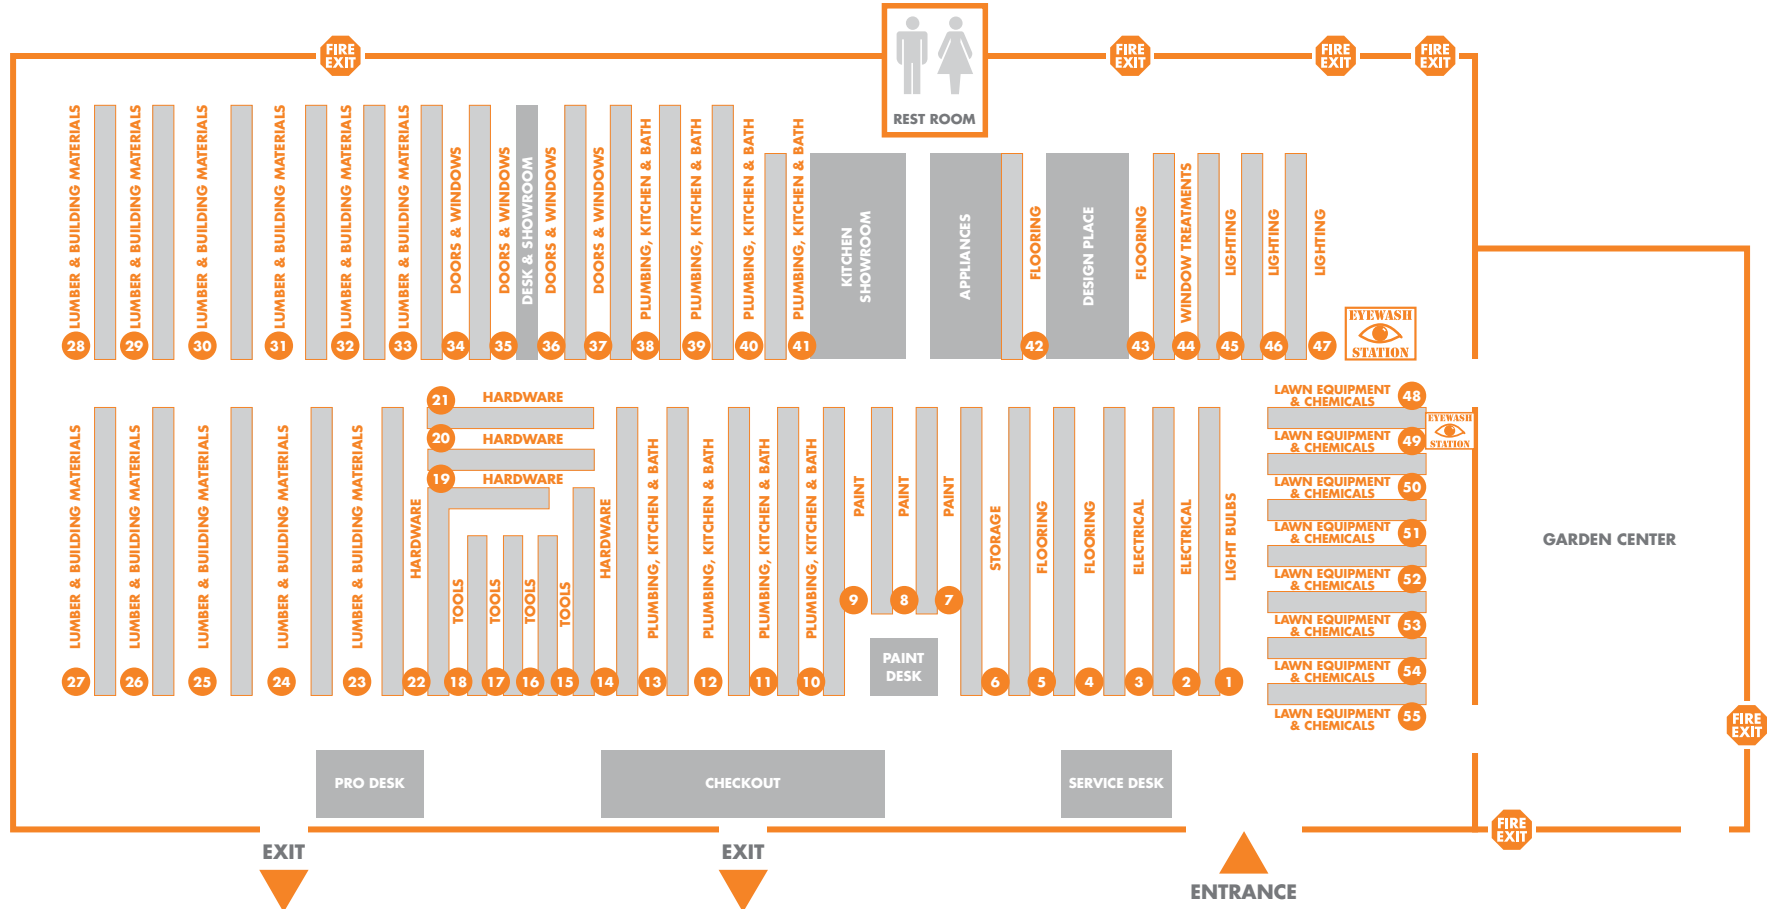 FIRE
EXIT
FIRE
EXIT
FIRE
EXIT
FIRE
EXIT
REST ROOM
LUMBER & BUILDING MATERIALS
28
LUMBER & BUILDING MATERIALS
29
LUMBER & BUILDING MATERIALS
30
LUMBER & BUILDING MATERIALS
31
LUMBER & BUILDING MATERIALS
32
LUMBER & BUILDING MATERIALS
33
DOORS & WINDOWS
34
DOORS & WINDOWS
35
DESK & SHOWROOM
DOORS & WINDOWS
36
DOORS & WINDOWS
37
PLUMBING, KITCHEN & BATH
38
PLUMBING, KITCHEN & BATH
39
PLUMBING, KITCHEN & BATH
40
PLUMBING, KITCHEN & BATH
41
KITCHEN
SHOWROOM
APPLIANCES
FLOORING
42
DESIGN PLACE
FLOORING
43
WINDOW TREATMENTS
44
LIGHTING
45
LIGHTING
46
LIGHTING
47
EYEWASH
STATION
LUMBER & BUILDING MATERIALS
27
LUMBER & BUILDING MATERIALS
26
LUMBER & BUILDING MATERIALS
25
LUMBER & BUILDING MATERIALS
24
LUMBER & BUILDING MATERIALS
23
HARDWARE
22
21
HARDWARE
20
HARDWARE
19
HARDWARE
TOOLS
18
TOOLS
17
TOOLS
16
TOOLS
15
HARDWARE
14
PLUMBING, KITCHEN & BATH
13
PLUMBING, KITCHEN & BATH
12
PLUMBING, KITCHEN & BATH
11
PLUMBING, KITCHEN & BATH
10
PAINT
9
PAINT
8
PAINT
7
PAINT
DESK
STORAGE
6
FLOORING
5
FLOORING
4
ELECTRICAL
3
ELECTRICAL
2
LIGHT BULBS
1
LAWN EQUIPMENT
& CHEMICALS
48
LAWN EQUIPMENT
& CHEMICALS
49
EYEWASH
STATION
LAWN EQUIPMENT
& CHEMICALS
50
LAWN EQUIPMENT
& CHEMICALS
51
LAWN EQUIPMENT
& CHEMICALS
52
LAWN EQUIPMENT
& CHEMICALS
53
LAWN EQUIPMENT
& CHEMICALS
54
LAWN EQUIPMENT
& CHEMICALS
55
GARDEN CENTER
FIRE
EXIT
PRO DESK
CHECKOUT
SERVICE DESK
FIRE
EXIT
EXIT
EXIT
ENTRANCE